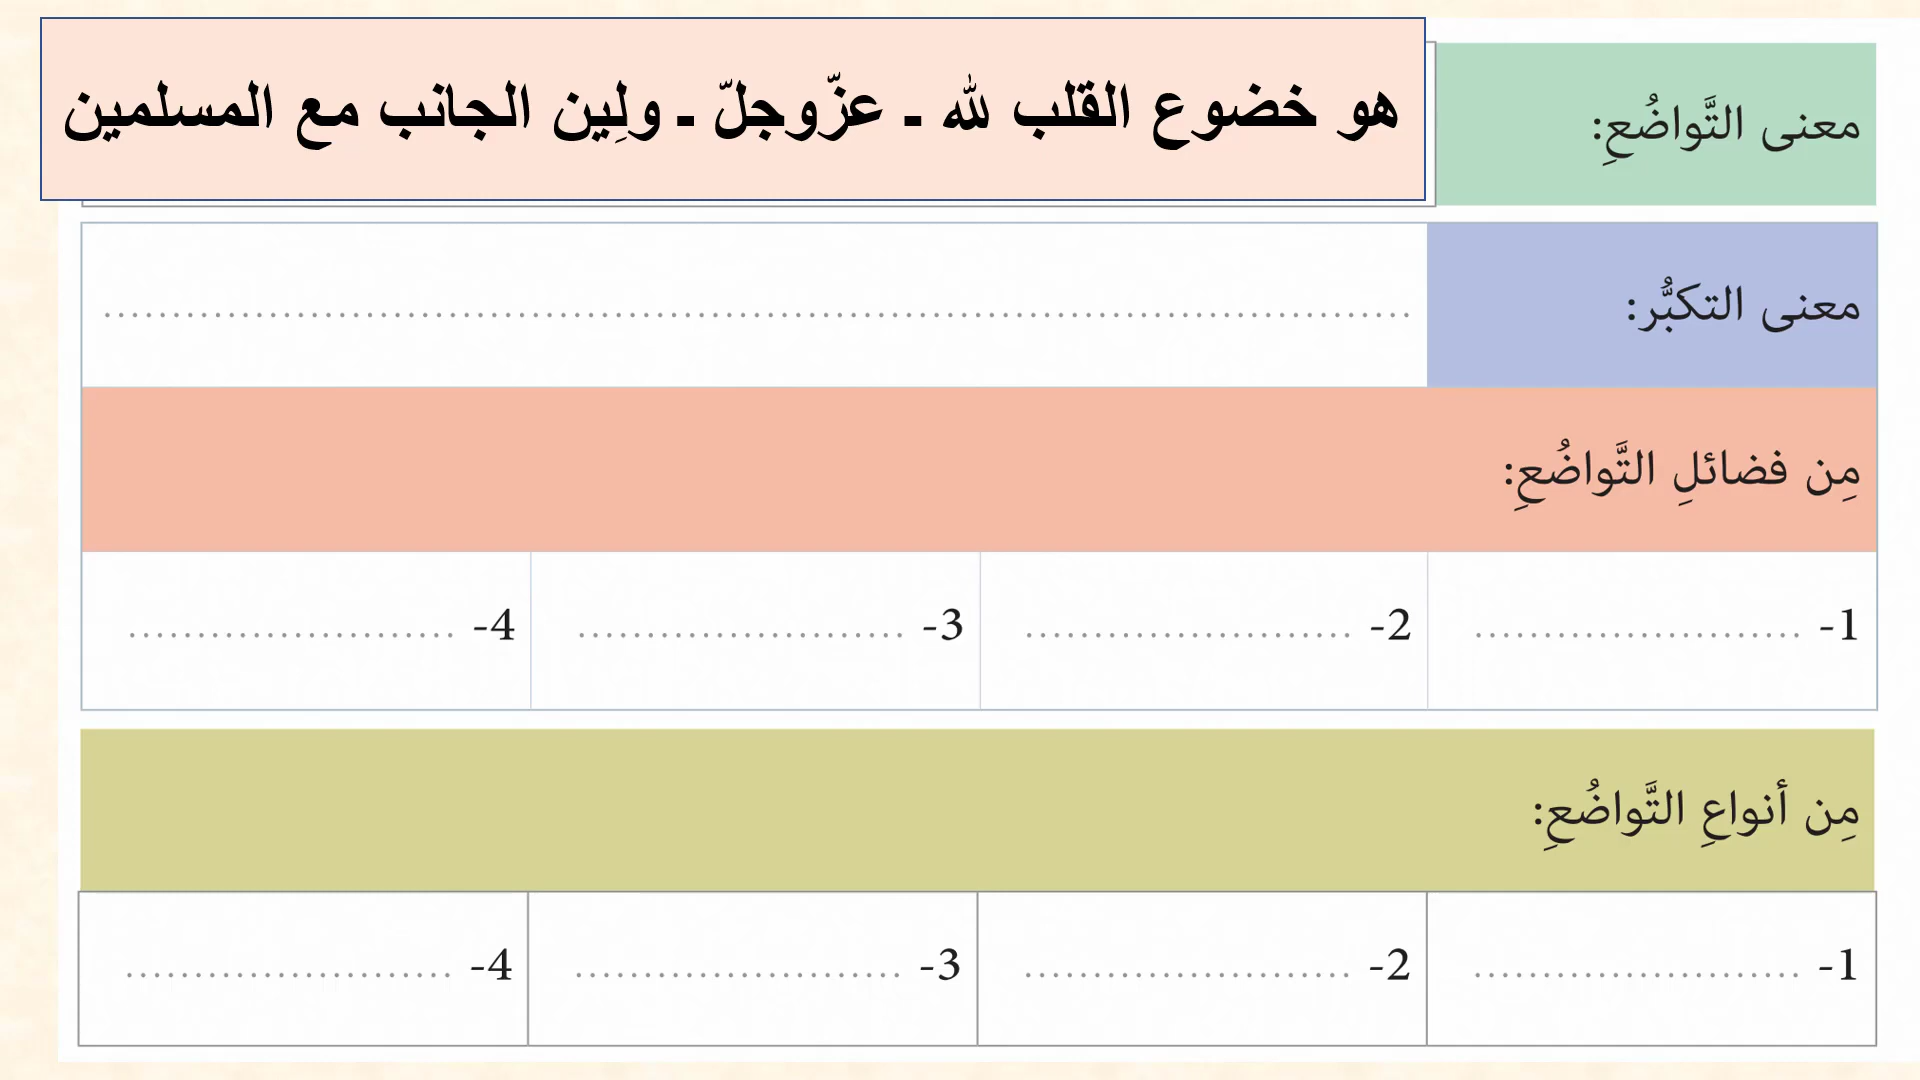 معنى التَّواضُعِ: هو خضوع القلب لله ـ عزّوجلّ ـ ولِين الجانب مع المسلمين
معنى التكبُّر: ................................................................
مِن فضائلِ التَّواضُعِ:
1- ........................ 2- ........................ 3- ........................ 4- ........................
مِن أنواعِ التَّواضُعِ:
1- ........................ 2- ........................ 3- ........................ 4- ........................